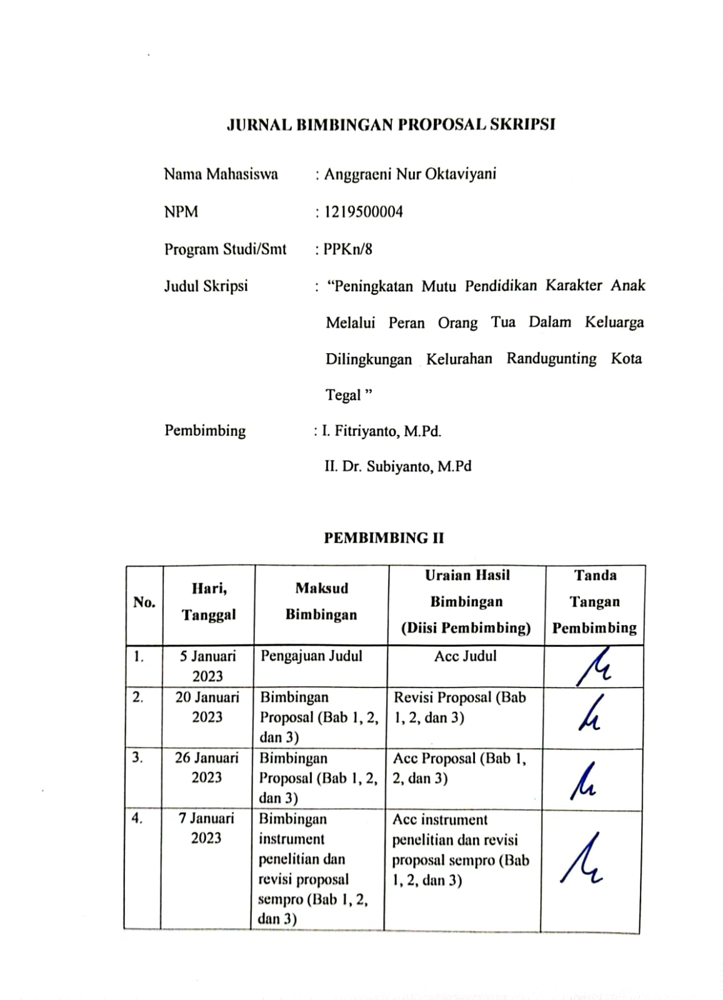 JURNAL BIMBINGAN PROPOSAL SKRIPSI
Nama Mahasiswa : Anggraeni Nur Oktaviyani
NPM : 1219500004
Program Studi/Smt : PPKn/8
Judul Skripsi : “Peningkatan Mutu Pendidikan Karakter Anak
Melalui Peran Orang Tua Dalam Keluarga
Dilingkungan Kelurahan Randugunting Kota
Tegal ”
Pembimbing : I. Fitriyanto, M.Pd.
II. Dr. Subiyanto, M.Pd
PEMBIMBING II
No.
Hari,
Tanggal
Maksud
Bimbingan
Uraian Hasil
Bimbingan
(Diisi Pembimbing)
Tanda
Tangan
Pembimbing
1.
5 Januari
2023
Pengajuan Judul
Acc Judul
2.
20 Januari
2023
Bimbingan
Proposal (Bab 1, 2,
dan 3)
Revisi Proposal (Bab
1, 2, dan 3)
3.
26 Januari
2023
Bimbingan
Proposal (Bab 1, 2,
dan 3)
Acc Proposal (Bab 1,
2, dan 3)
4.
7 Januari
2023
Bimbingan
instrument
penelitian dan
revisi proposal
sempro (Bab 1, 2,
dan 3)
Acc instrument
penelitian dan revisi
proposal sempro (Bab
1, 2, dan 3)